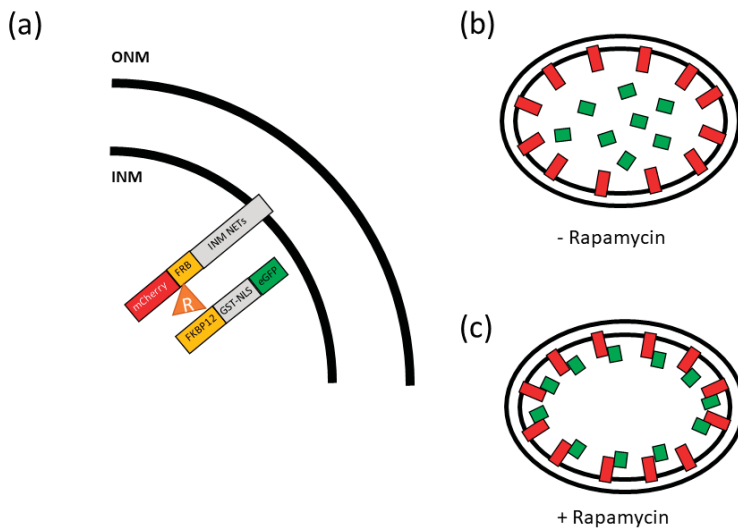 (a)
ONM
INM
INM NETs
FRB
mCherry
R
eGFP
GST-NLS
FKBP12
(b)
- Rapamycin
(c)
+ Rapamycin